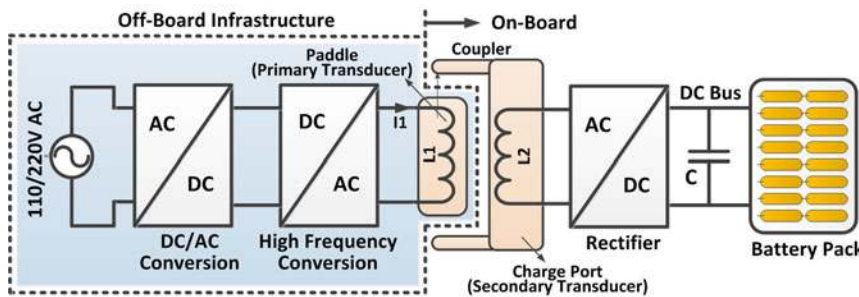 Off-Board Infrastructure
On-Board
Paddle
(Primary Transducer)
Coupler
110/220V AC
AC
DC
DC/AC
Conversion
DC
AC
High Frequency
Conversion
I1
L1
L2
Charge Port
(Secondary Transducer)
AC
DC
Rectifier
DC Bus
C
Battery Pack